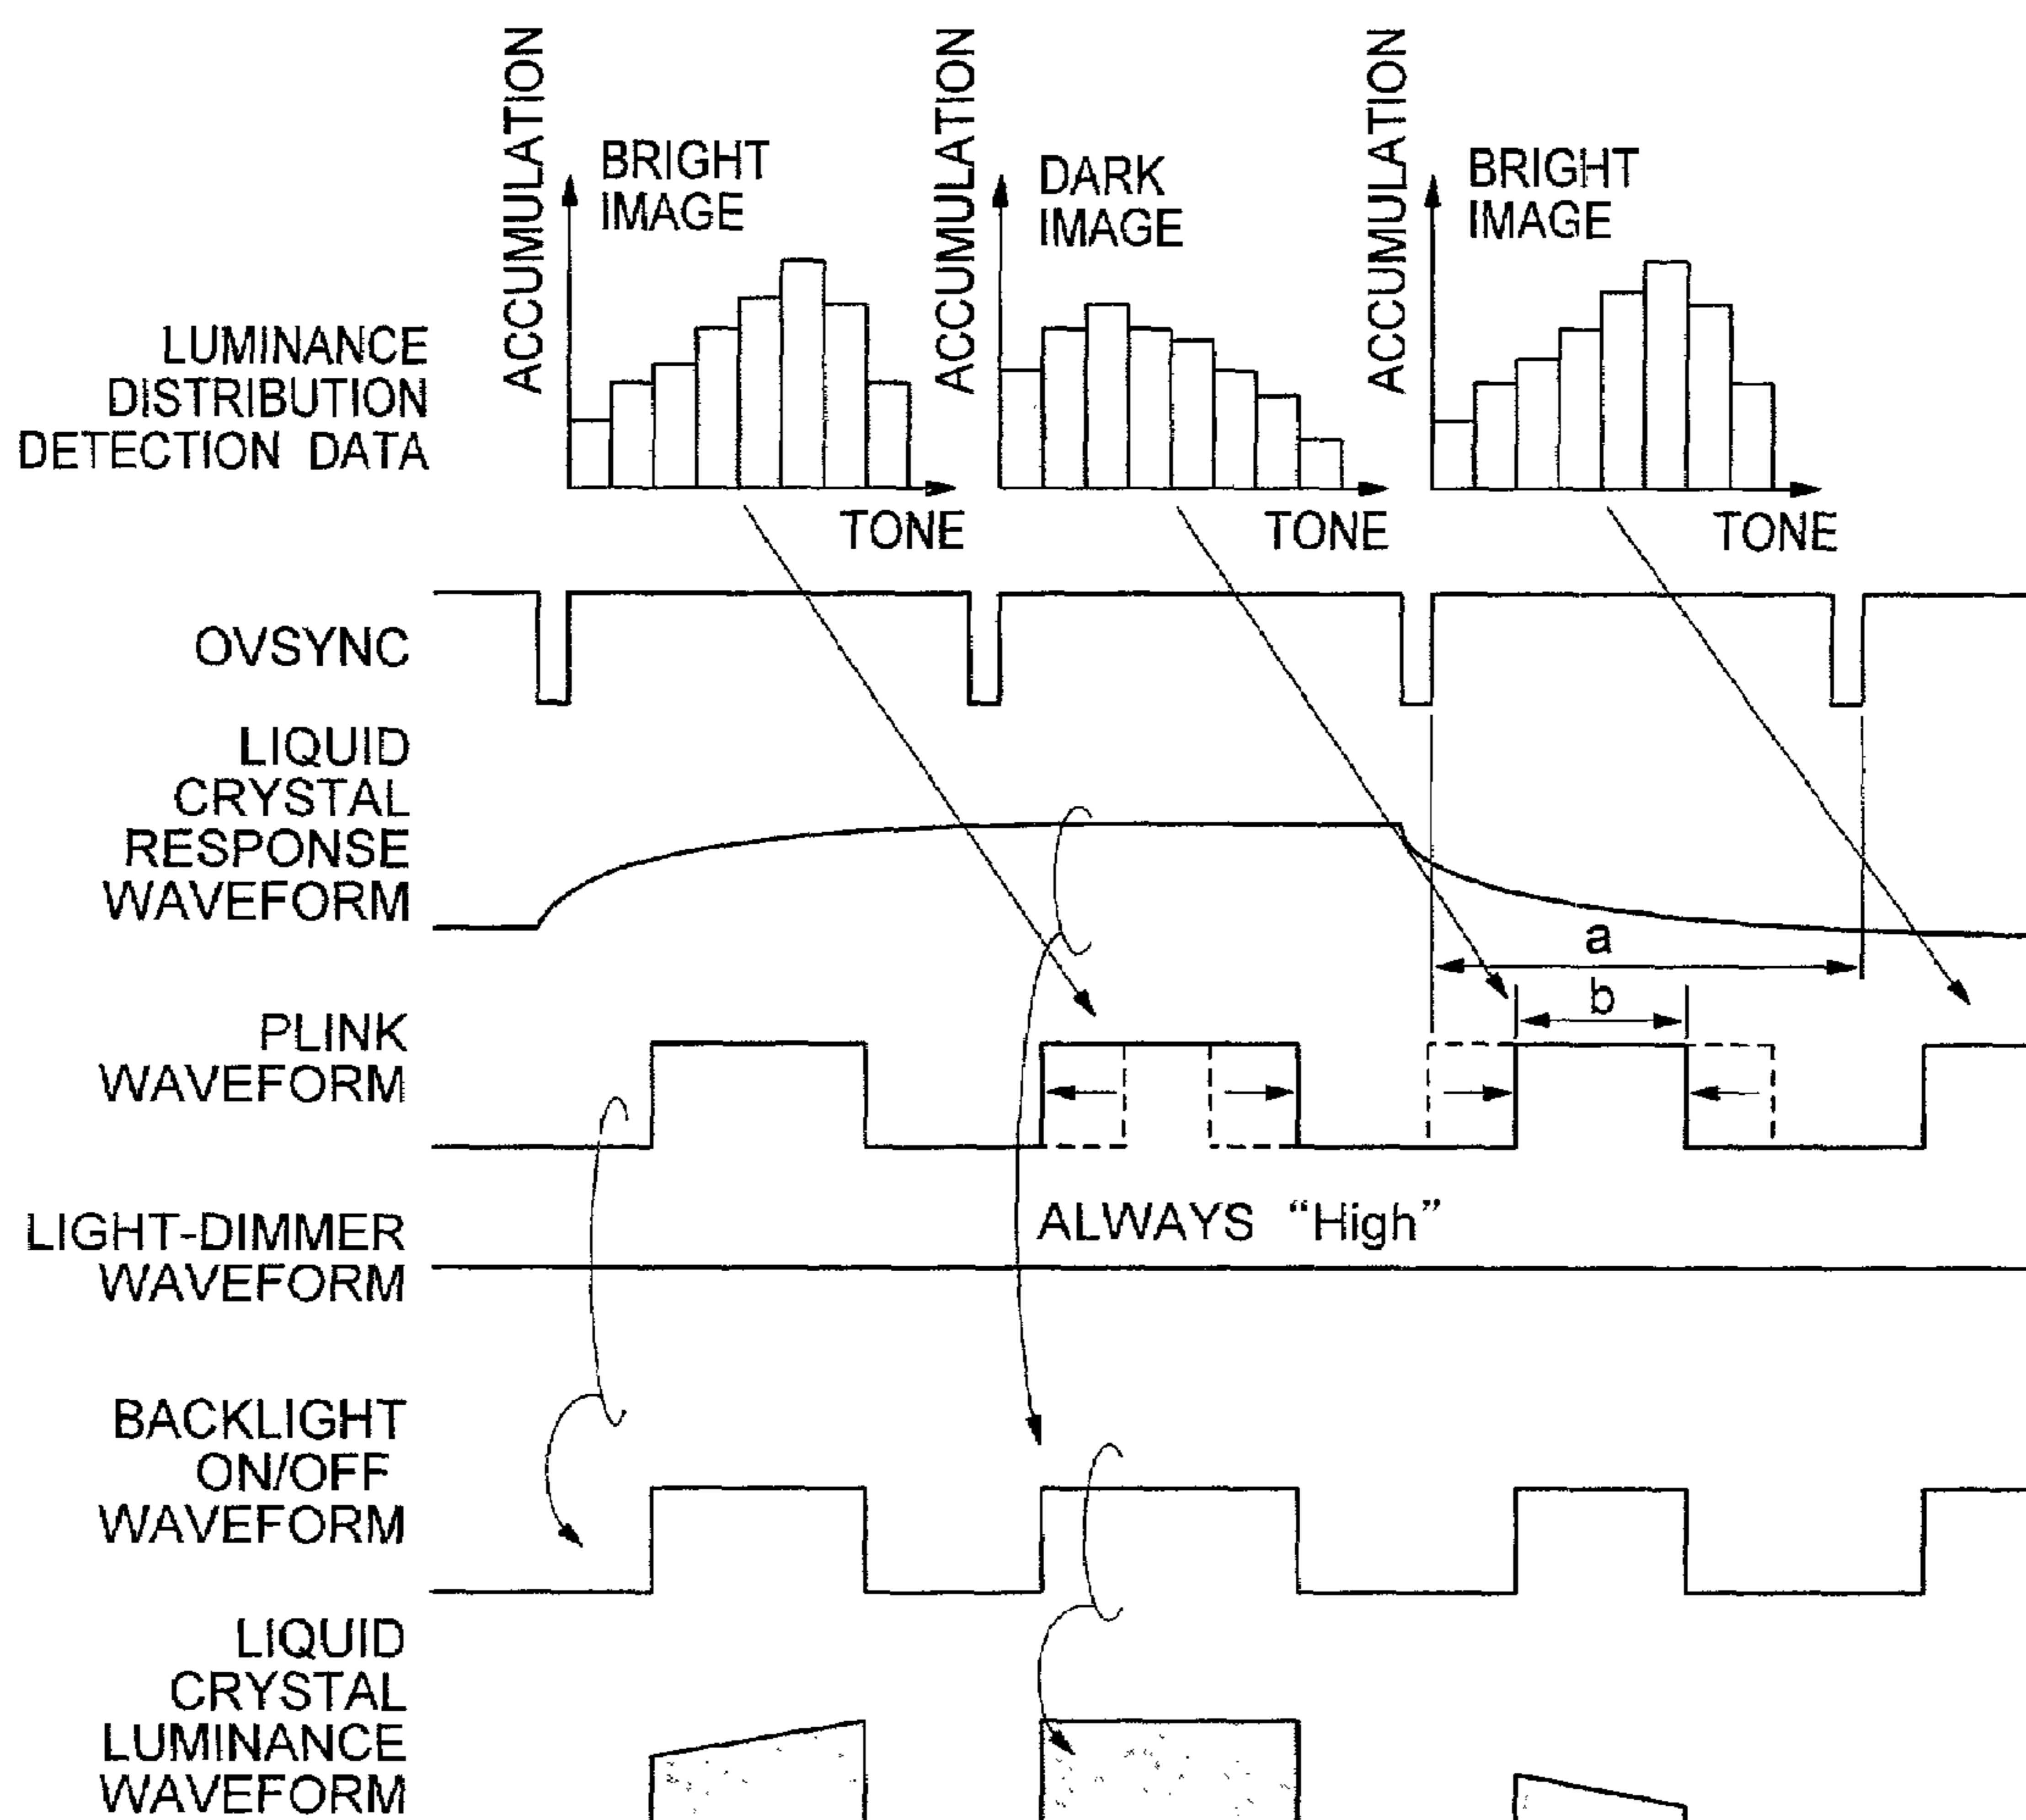 ACCUMULATION
BRIGHT
IMAGE
ACCUMULATION
DARK
IMAGE
ACCUMULATION
BRIGHT
IMAGE
LUMINANCE
DISTRIBUTION
DETECTION DATA
TONE
TONE
TONE
OVSYNC
LIQUID
CRYSTAL
RESPONSE
WAVEFORM
a
b
PLINK
WAVEFORM
ALWAYS “High”
LIGHT-DIMMER
WAVEFORM
BACKLIGHT
ON/OFF
WAVEFORM
LIQUID
CRYSTAL
LUMINANCE
WAVEFORM